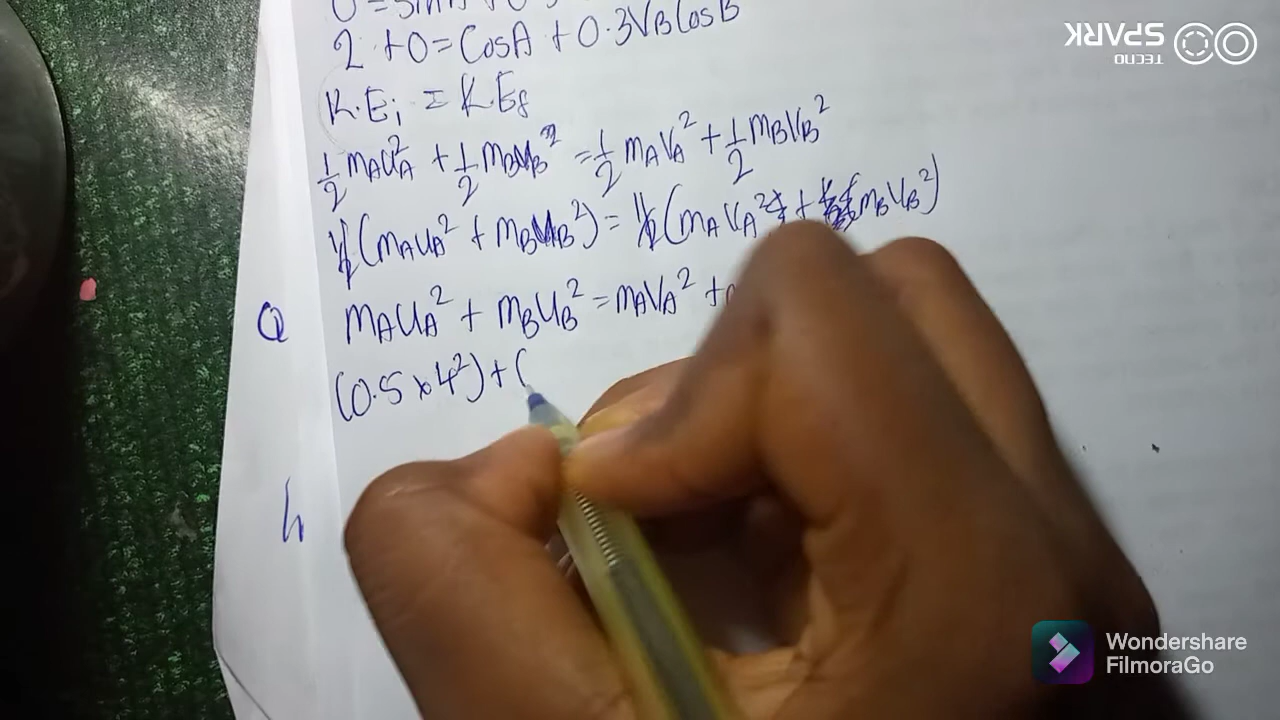 2 + 0 = CosA + 0.3VBCosB
K.Ei = K.Ef
1/2 mAUA² + 1/2 mBUB² = 1/2 mAVA² + 1/2 mBVB²
1/2 (mAUA² + mBUB²) = 1/2 (mAVA² + mBVB²)
mAUA² + mBUB² = mAVA² +
(0.5 x 4²) + (
TECNO
SPARK
Wondershare
FilmoraGo